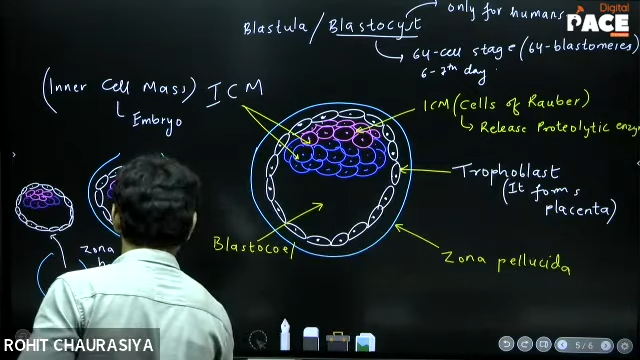 Blastula / Blastocyst
only for humans
64-cell stage (64-blastomeres)
6-7th day.
Digital
PACE
(Inner Cell Mass) ICM
Embryo
ICM (Cells of Rauber)
Release Proteolytic enzy
Trophoblast
(It forms
placenta)
Blastocoel
Zona pellucida
Zona
5/6
ROHIT CHAURASIYA